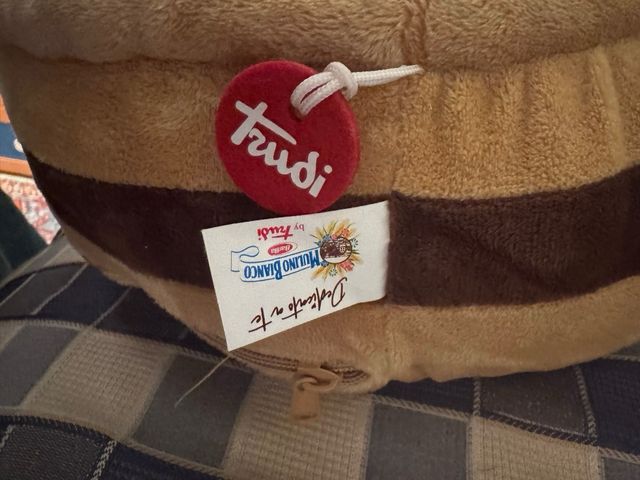 Trudi
Dedicato a te
MULINO BIANCO
Barilla
by Trudi